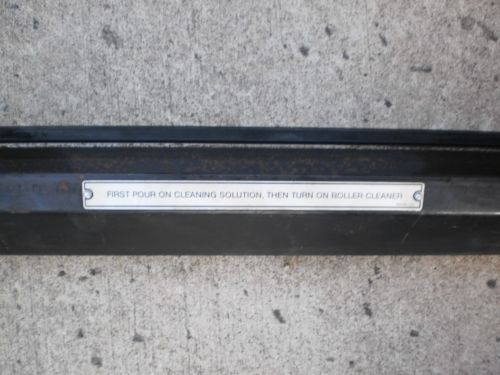 FIRST POUR ON CLEANING SOLUTION, THEN TURN ON ROLLER CLEANER